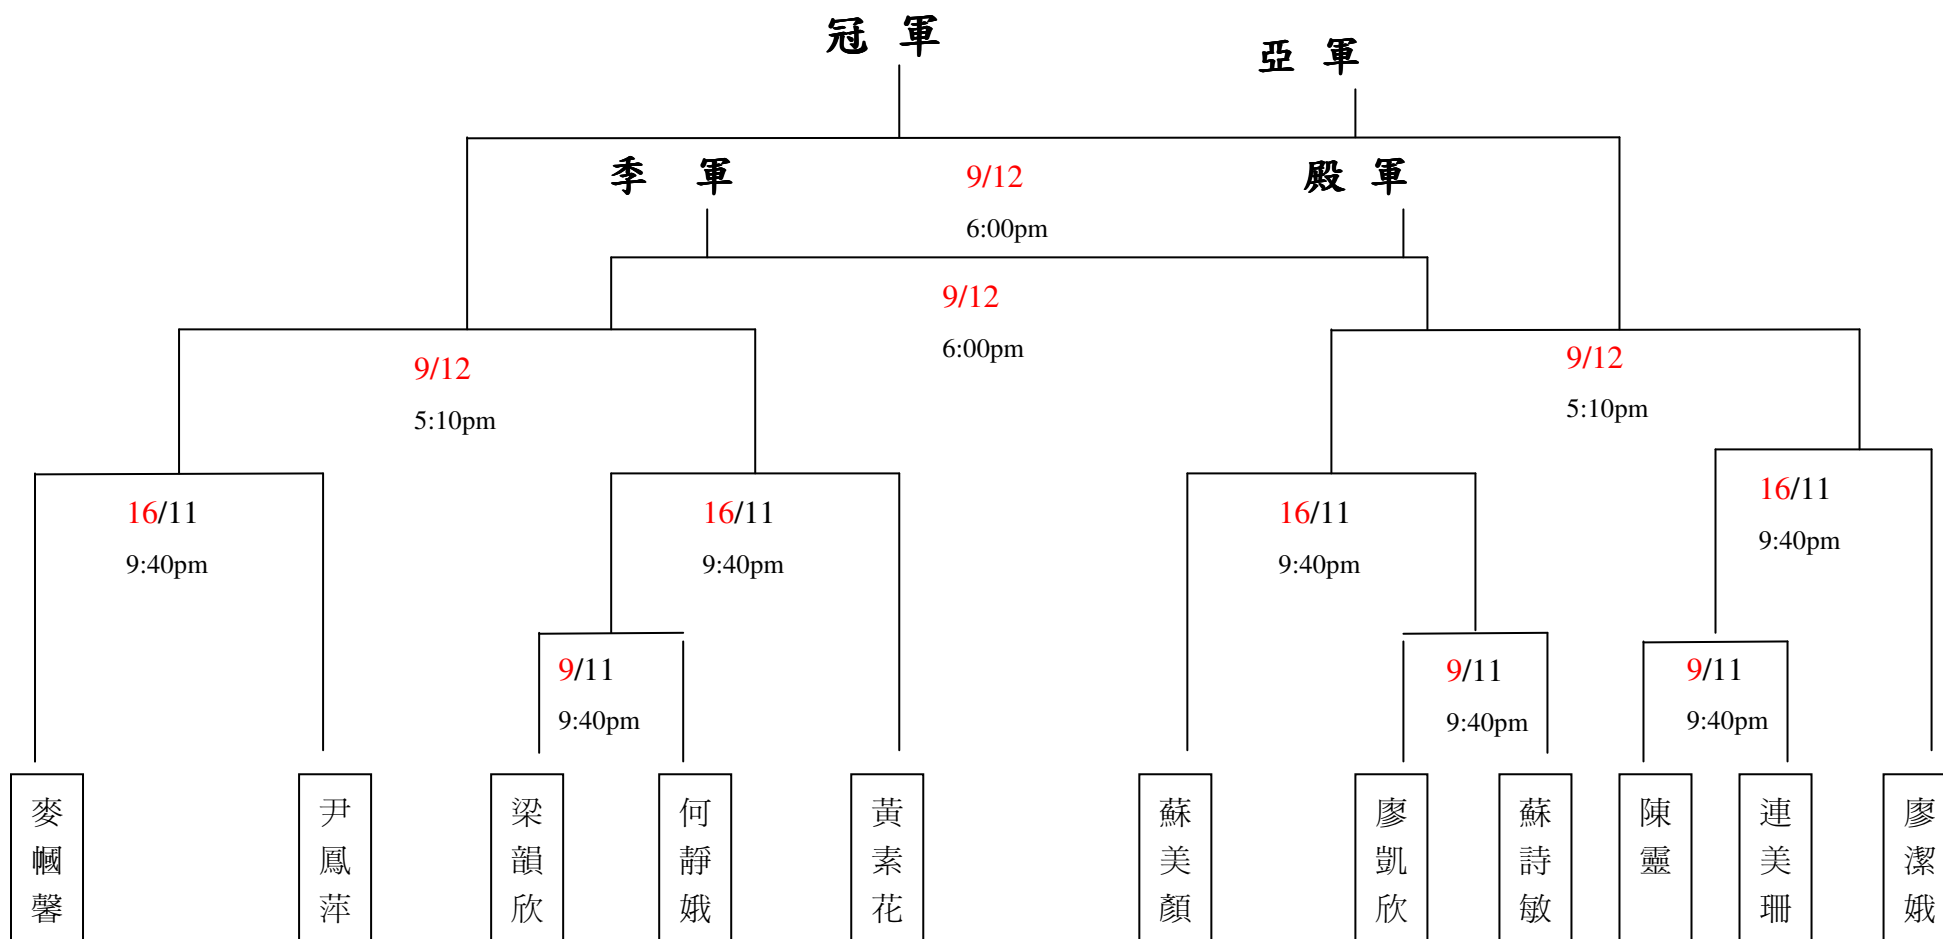 冠 軍
亞 軍
季 軍
9/12
殿 軍
6:00pm
9/12
6:00pm
9/12
5:10pm
9/12
5:10pm
16/11
9:40pm
16/11
9:40pm
16/11
9:40pm
16/11
9:40pm
9/11
9:40pm
9/11
9:40pm
9/11
9:40pm
麥幗馨
尹鳳萍
梁韻欣
何靜娥
黃素花
蘇美顏
廖凱欣
蘇詩敏
陳靈
連美珊
廖潔娥